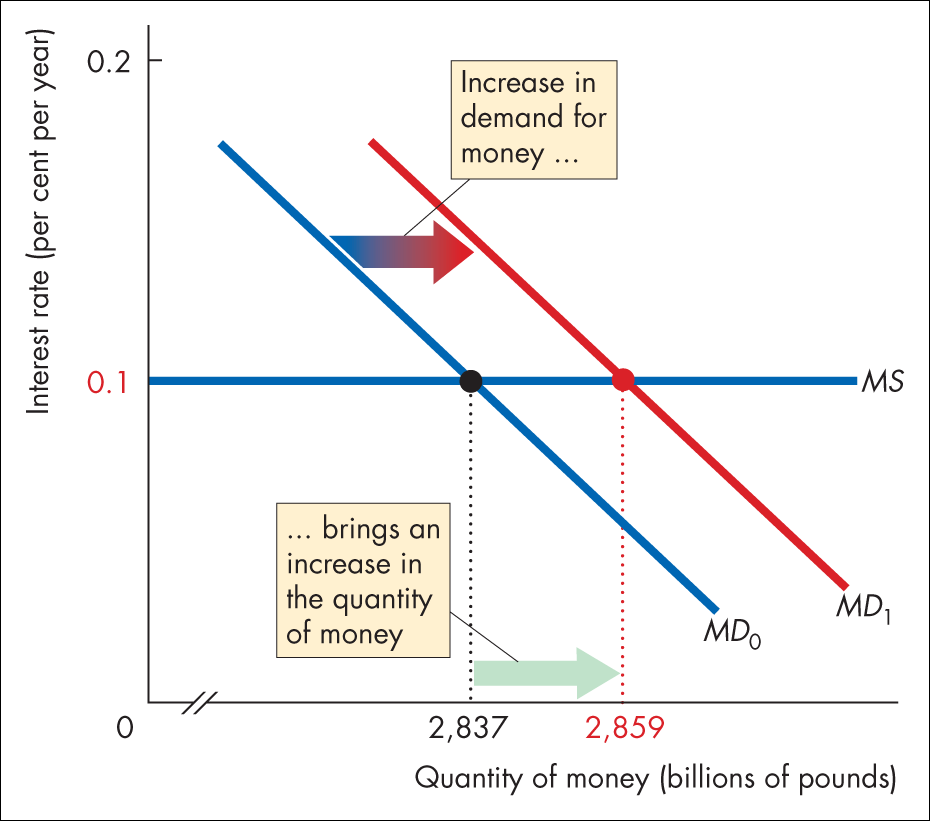 Interest rate (per cent per year)
0.2
Increase in
demand for
money ...
0.1
MS
... brings an
increase in
the quantity
of money
MD₀
MD₁
0
2,837
2,859
Quantity of money (billions of pounds)